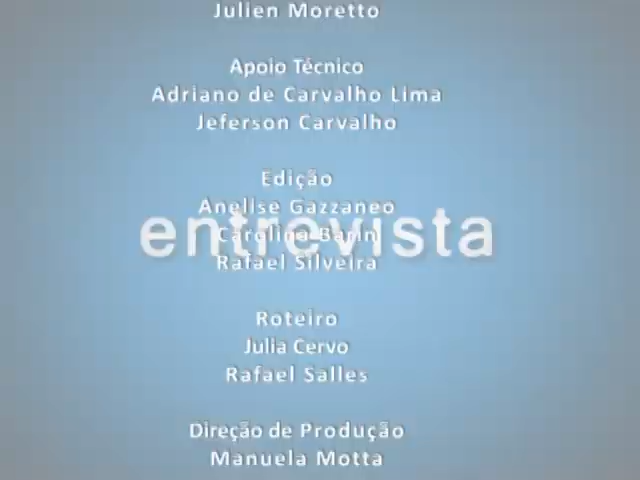 Julien Moretto
Apoio Técnico
Adriano de Carvalho Lima
Jeferson Carvalho
Edição
Anelise Gazzaneo
Carolina Barin
entrevista
Rafael Silveira
Roteiro
Julia Cervo
Rafael Salles
Direção de Produção
Manuela Motta